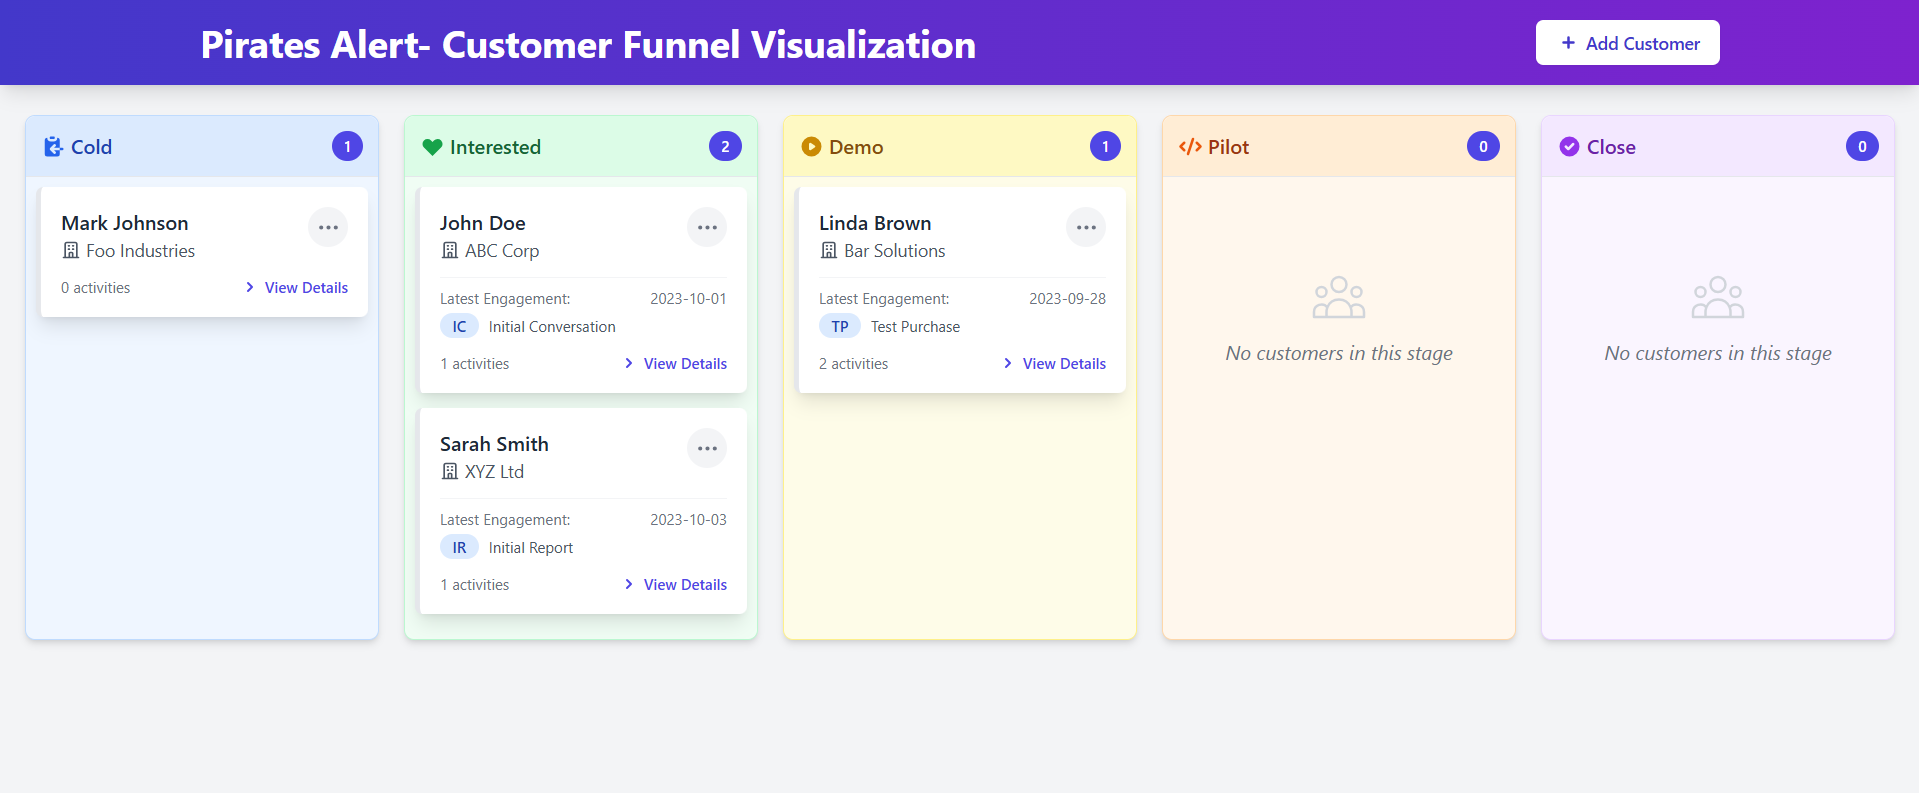 Pirates Alert- Customer Funnel Visualization
+ Add Customer
Cold
1
Mark Johnson
Foo Industries
0 activities
View Details
Interested
2
John Doe
ABC Corp
Latest Engagement: 2023-10-01
IC Initial Conversation
1 activities
View Details
Sarah Smith
XYZ Ltd
Latest Engagement: 2023-10-03
IR Initial Report
1 activities
View Details
Demo
1
Linda Brown
Bar Solutions
Latest Engagement: 2023-09-28
TP Test Purchase
2 activities
View Details
Pilot
0
No customers in this stage
Close
0
No customers in this stage